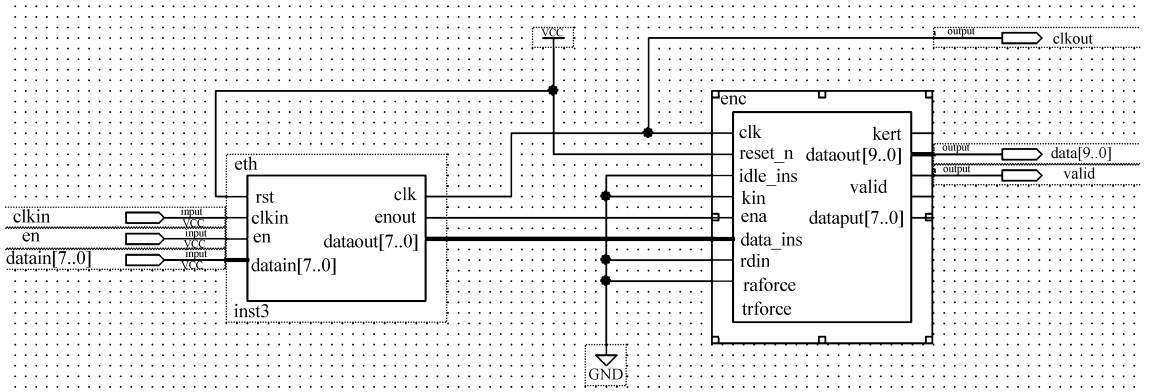 VCC
output
clkout
enc
clk
kert
reset_n
dataout[9..0]
output
data[9..0]
idle_ins
valid
output
valid
kin
ena
dataput[7..0]
data_ins
rdin
raforce
trforce
eth
rst
clk
clkin
input
VCC
clkin
enout
en
input
VCC
en
dataout[7..0]
datain[7..0]
input
VCC
datain[7..0]
inst3
GND